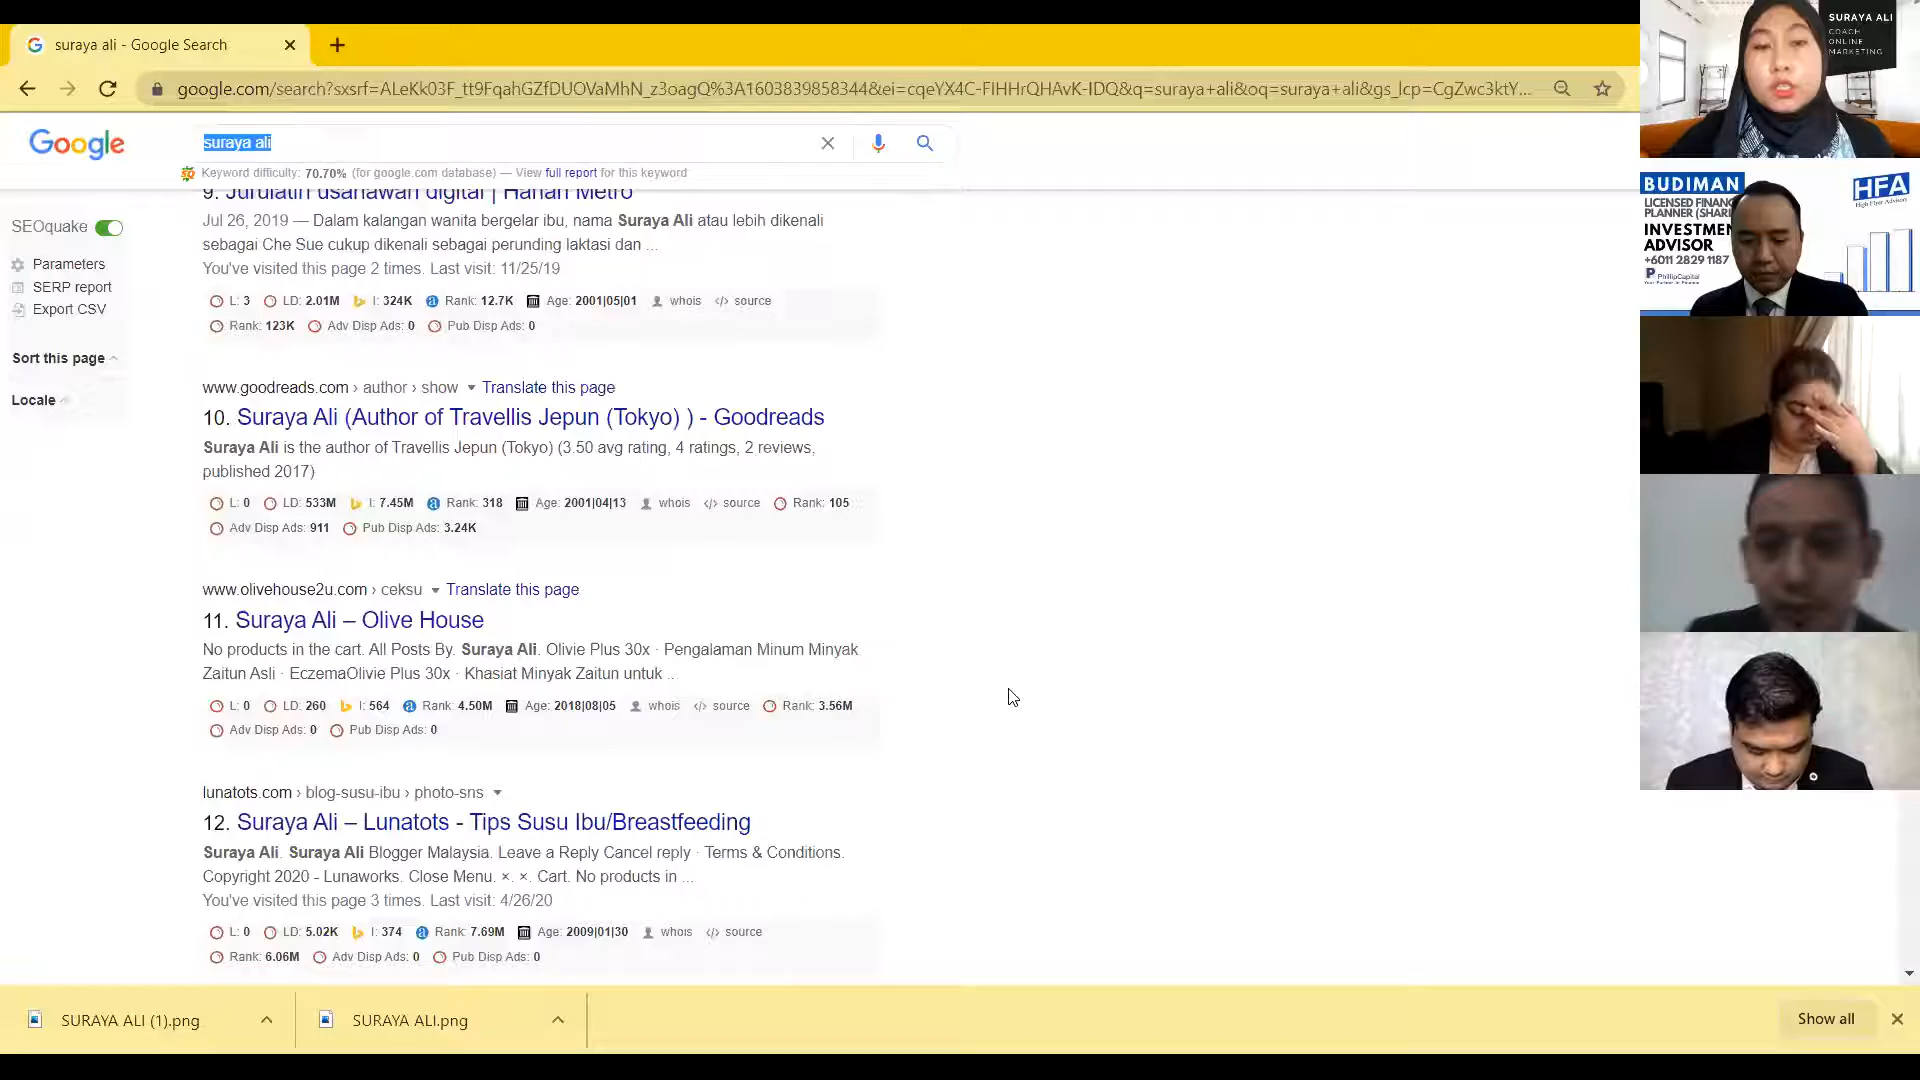 suraya ali - Google Search
google.com/search?sxsrf=ALeKk03F_tt9FqahGZfDUOVaMhN_z3oagQ%3A1603839858344&ei=cqeYX4C-FIHHrQHAvK-IDQ&q=suraya+ali&oq=suraya+ali&gs_lcp=CgZwc3ktY...
Google
suraya ali
Keyword difficulty: 70.70% (for google.com database) — View full report for this keyword
SEOquake
Parameters
SERP report
Export CSV
Sort this page
Locale
9. Jurulatih usahawan digital | Harian Metro
Jul 26, 2019 — Dalam kalangan wanita bergelar ibu, nama Suraya Ali atau lebih dikenali
sebagai Che Sue cukup dikenali sebagai perunding laktasi dan ...
You've visited this page 2 times. Last visit: 11/25/19
L: 3 LD: 2.01M I: 324K Rank: 12.7K Age: 2001|05|01 whois source
Rank: 123K Adv Disp Ads: 0 Pub Disp Ads: 0
www.goodreads.com › author › show Translate this page
10. Suraya Ali (Author of Travellis Jepun (Tokyo) ) - Goodreads
Suraya Ali is the author of Travellis Jepun (Tokyo) (3.50 avg rating, 4 ratings, 2 reviews,
published 2017)
L: 0 LD: 533M I: 7.45M Rank: 318 Age: 2001|04|13 whois source Rank: 105
Adv Disp Ads: 911 Pub Disp Ads: 3.24K
www.olivehouse2u.com › ceksu Translate this page
11. Suraya Ali – Olive House
No products in the cart. All Posts By. Suraya Ali. Olivie Plus 30x · Pengalaman Minum Minyak
Zaitun Asli · EczemaOlivie Plus 30x · Khasiat Minyak Zaitun untuk ...
L: 0 LD: 260 I: 564 Rank: 4.50M Age: 2018|08|05 whois source Rank: 3.56M
Adv Disp Ads: 0 Pub Disp Ads: 0
lunatots.com › blog-susu-ibu › photo-sns
12. Suraya Ali – Lunatots - Tips Susu Ibu/Breastfeeding
Suraya Ali. Suraya Ali Blogger Malaysia. Leave a Reply Cancel reply · Terms & Conditions.
Copyright 2020 - Lunaworks. Close Menu. ×. ×. Cart. No products in ...
You've visited this page 3 times. Last visit: 4/26/20
L: 0 LD: 5.02K I: 374 Rank: 7.69M Age: 2009|01|30 whois source
Rank: 6.06M Adv Disp Ads: 0 Pub Disp Ads: 0
SURAYA ALI (1).png
SURAYA ALI.png
Show all
SURAYA ALI
COACH
ONLINE
MARKETING
BUDIMAN
LICENSED FINANC
PLANNER (SHARI
INVESTMEN
ADVISOR
+6011 2829 1187
PhillipCapital
Your Partner In Finance
HFA
High Flyer Advisors